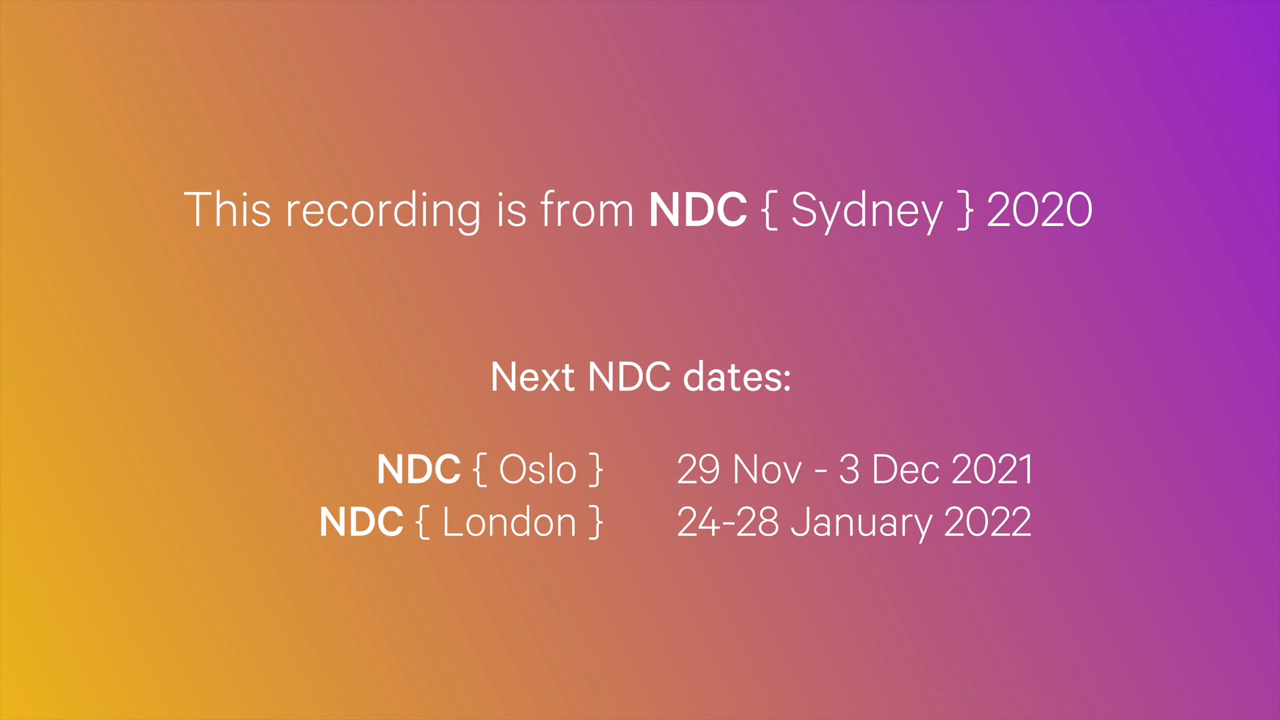 This recording is from NDC { Sydney } 2020
Next NDC dates:
NDC { Oslo } 29 Nov - 3 Dec 2021
NDC { London } 24-28 January 2022